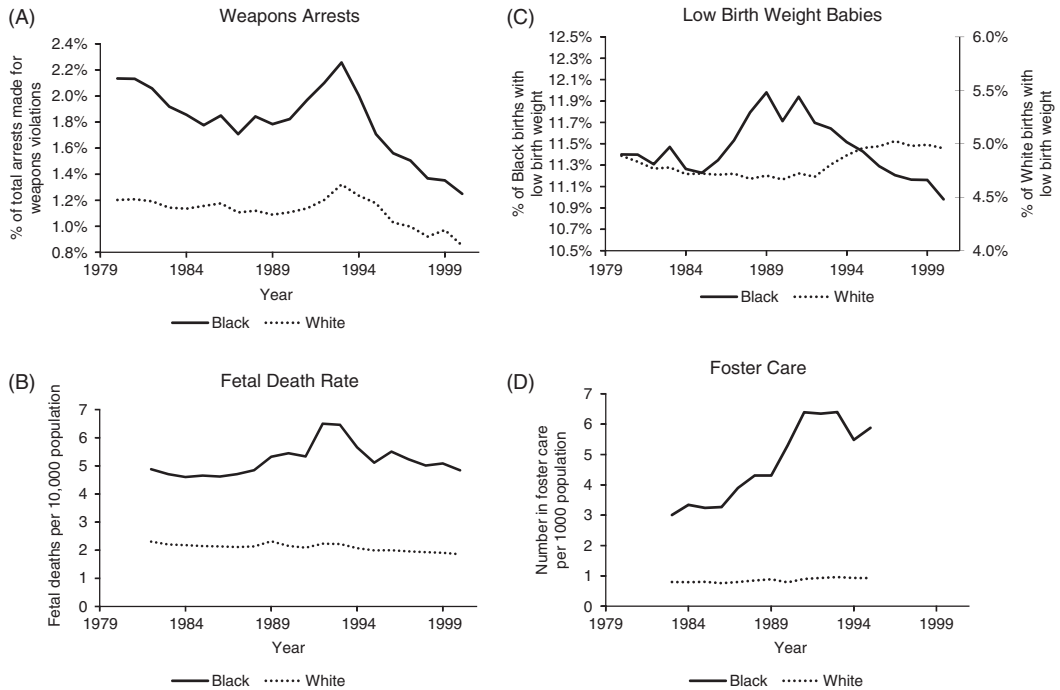 (A)
Weapons Arrests
% of total arrests made for
weapons violations
2.4%
2.2%
2.0%
1.8%
1.6%
1.4%
1.2%
1.0%
0.8%
1979 1984 1989 1994 1999
Year
Black White
(C)
Low Birth Weight Babies
% of Black births with
low birth weight
12.5%
12.3%
12.1%
11.9%
11.7%
11.5%
11.3%
11.1%
10.9%
10.7%
10.5%
6.0%
5.5%
5.0%
4.5%
4.0%
% of White births with
low birth weight
1979 1984 1989 1994 1999
Black White
(B)
Fetal Death Rate
Fetal deaths per 10,000 population
7
6
5
4
3
2
1
0
1979 1984 1989 1994 1999
Year
Black White
(D)
Foster Care
Number in foster care
per 1000 population
7
6
5
4
3
2
1
0
1979 1984 1989 1994 1999
Year
Black White